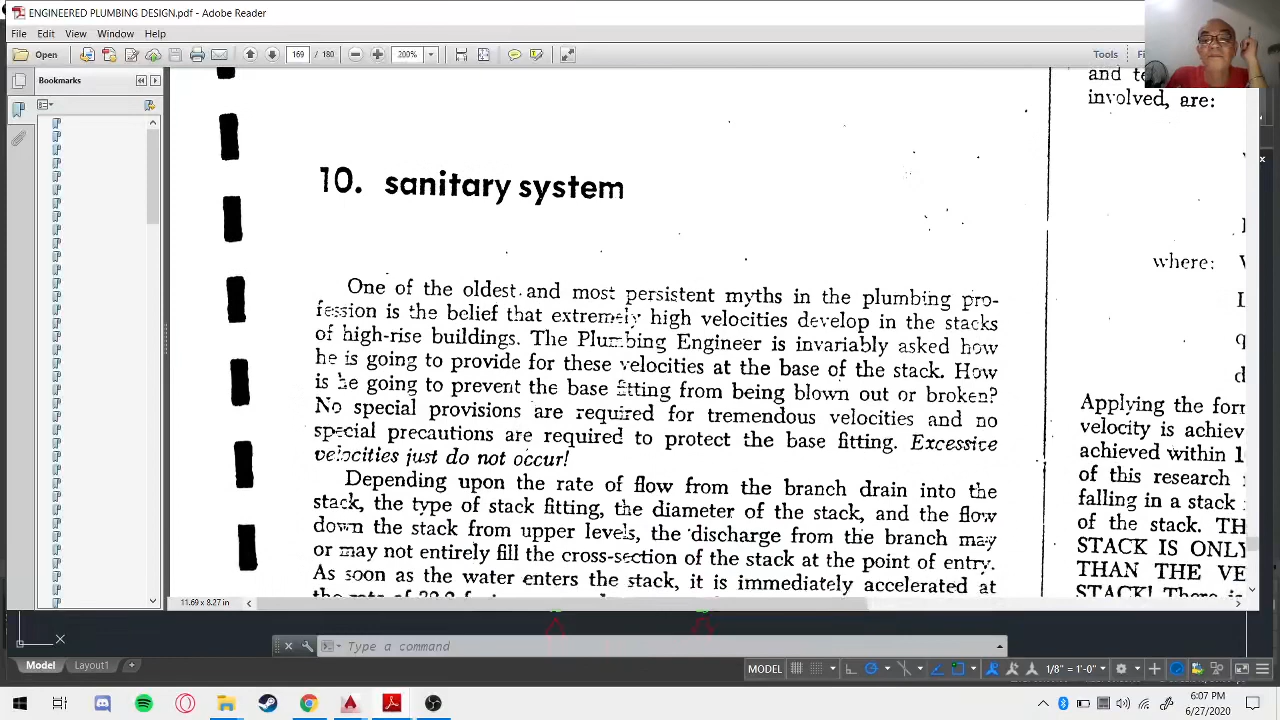 ENGINEERED PLUMBING DESIGN.pdf - Adobe Reader
File Edit View Window Help
Open 169 / 180 200% Tools
Bookmarks
10. sanitary system
One of the oldest and most persistent myths in the plumbing pro-
fession is the belief that extremely high velocities develop in the stacks
of high-rise buildings. The Plumbing Engineer is invariably asked how
he is going to provide for these velocities at the base of the stack. How
is he going to prevent the base fitting from being blown out or broken?
No special provisions are required for tremendous velocities and no
special precautions are required to protect the base fitting. Excessive
velocities just do not occur!
Depending upon the rate of flow from the branch drain into the
stack, the type of stack fitting, the diameter of the stack, and the flow
down the stack from upper levels, the discharge from the branch may
or may not entirely fill the cross-section of the stack at the point of entry.
As soon as the water enters the stack, it is immediately accelerated at
and te
involved, are:
where:
Applying the for
velocity is achiev
achieved within 1
of this research
falling in a stack
of the stack. TH
STACK IS ONLY
THAN THE VE
STACK! There is
11.69 x 8.27 in
Type a command
Model Layout1 +
MODEL 1/8" = 1'-0"
6:07 PM
6/27/2020